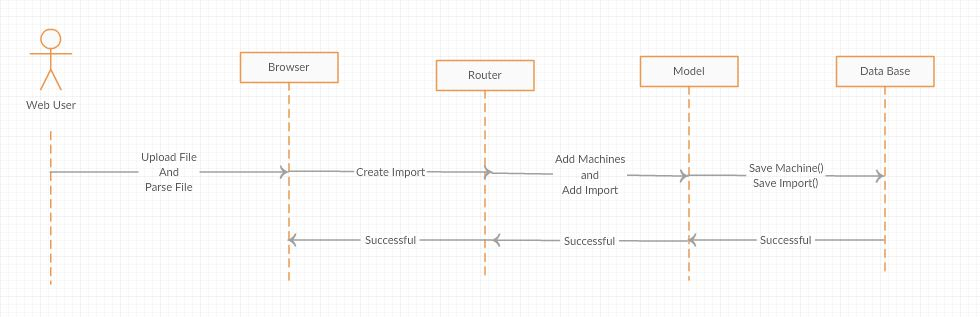 Web User
Browser
Router
Model
Data Base
Upload File
And
Parse File
Create Import
Add Machines
and
Add Import
Save Machine()
Save Import()
Successful
Successful
Successful